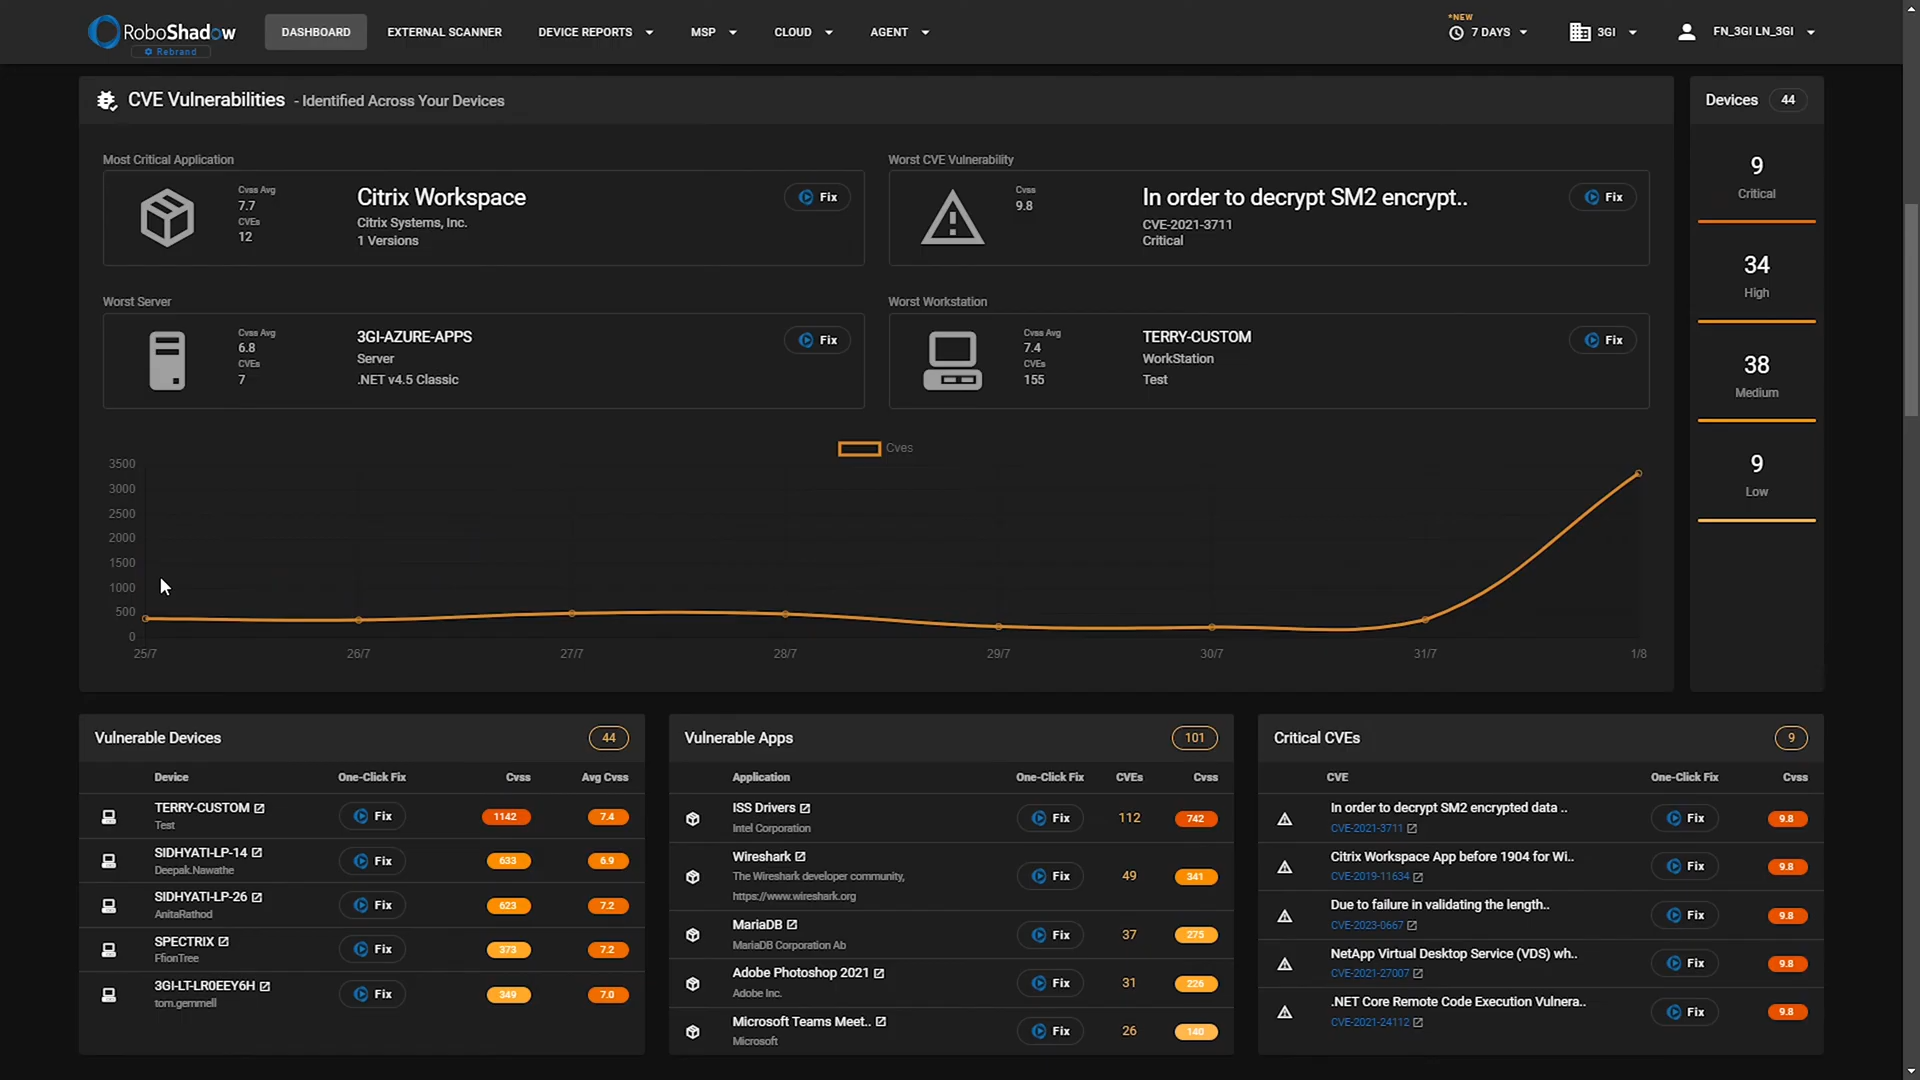 RoboShadow
Rebrand
DASHBOARD
EXTERNAL SCANNER
DEVICE REPORTS
MSP
CLOUD
AGENT
*NEW
7 DAYS
3GI
FN_3GI LN_3GI
CVE Vulnerabilities - Identified Across Your Devices
Most Critical Application
Cvss Avg
7.7
CVEs
12
Citrix Workspace
Citrix Systems, Inc.
1 Versions
Fix
Worst CVE Vulnerability
Cvss
9.8
In order to decrypt SM2 encrypt..
CVE-2021-3711
Critical
Fix
Worst Server
Cvss Avg
6.8
CVEs
7
3GI-AZURE-APPS
Server
.NET v4.5 Classic
Fix
Worst Workstation
Cvss Avg
7.4
CVEs
155
TERRY-CUSTOM
WorkStation
Test
Fix
Devices 44
9
Critical
34
High
38
Medium
9
Low
Cves
3500
3000
2500
2000
1500
1000
500
0
25/7 26/7 27/7 28/7 29/7 30/7 31/7 1/8
Vulnerable Devices 44
Device One-Click Fix Cvss Avg Cvss
TERRY-CUSTOM Fix 1142 7.4
Test
SIDHYATI-LP-14 Fix 633 6.9
Deepak.Nawathe
SIDHYATI-LP-26 Fix 623 7.2
AnitaRathod
SPECTRIX Fix 373 7.2
FfionTree
3GI-LT-LR0EEY6H Fix 349 7.0
tom.gemmell
Vulnerable Apps 101
Application One-Click Fix CVEs Cvss
ISS Drivers Fix 112 742
Intel Corporation
Wireshark Fix 49 341
The Wireshark developer community,
https://www.wireshark.org
MariaDB Fix 37 275
MariaDB Corporation Ab
Adobe Photoshop 2021 Fix 31 226
Adobe Inc.
Microsoft Teams Meet.. Fix 26 140
Microsoft
Critical CVEs 9
CVE One-Click Fix Cvss
In order to decrypt SM2 encrypted data .. Fix 9.8
CVE-2021-3711
Citrix Workspace App before 1904 for Wi.. Fix 9.8
CVE-2019-11634
Due to failure in validating the length.. Fix 9.8
CVE-2023-0667
NetApp Virtual Desktop Service (VDS) wh.. Fix 9.8
CVE-2021-27007
.NET Core Remote Code Execution Vulnera.. Fix 9.8
CVE-2021-24112